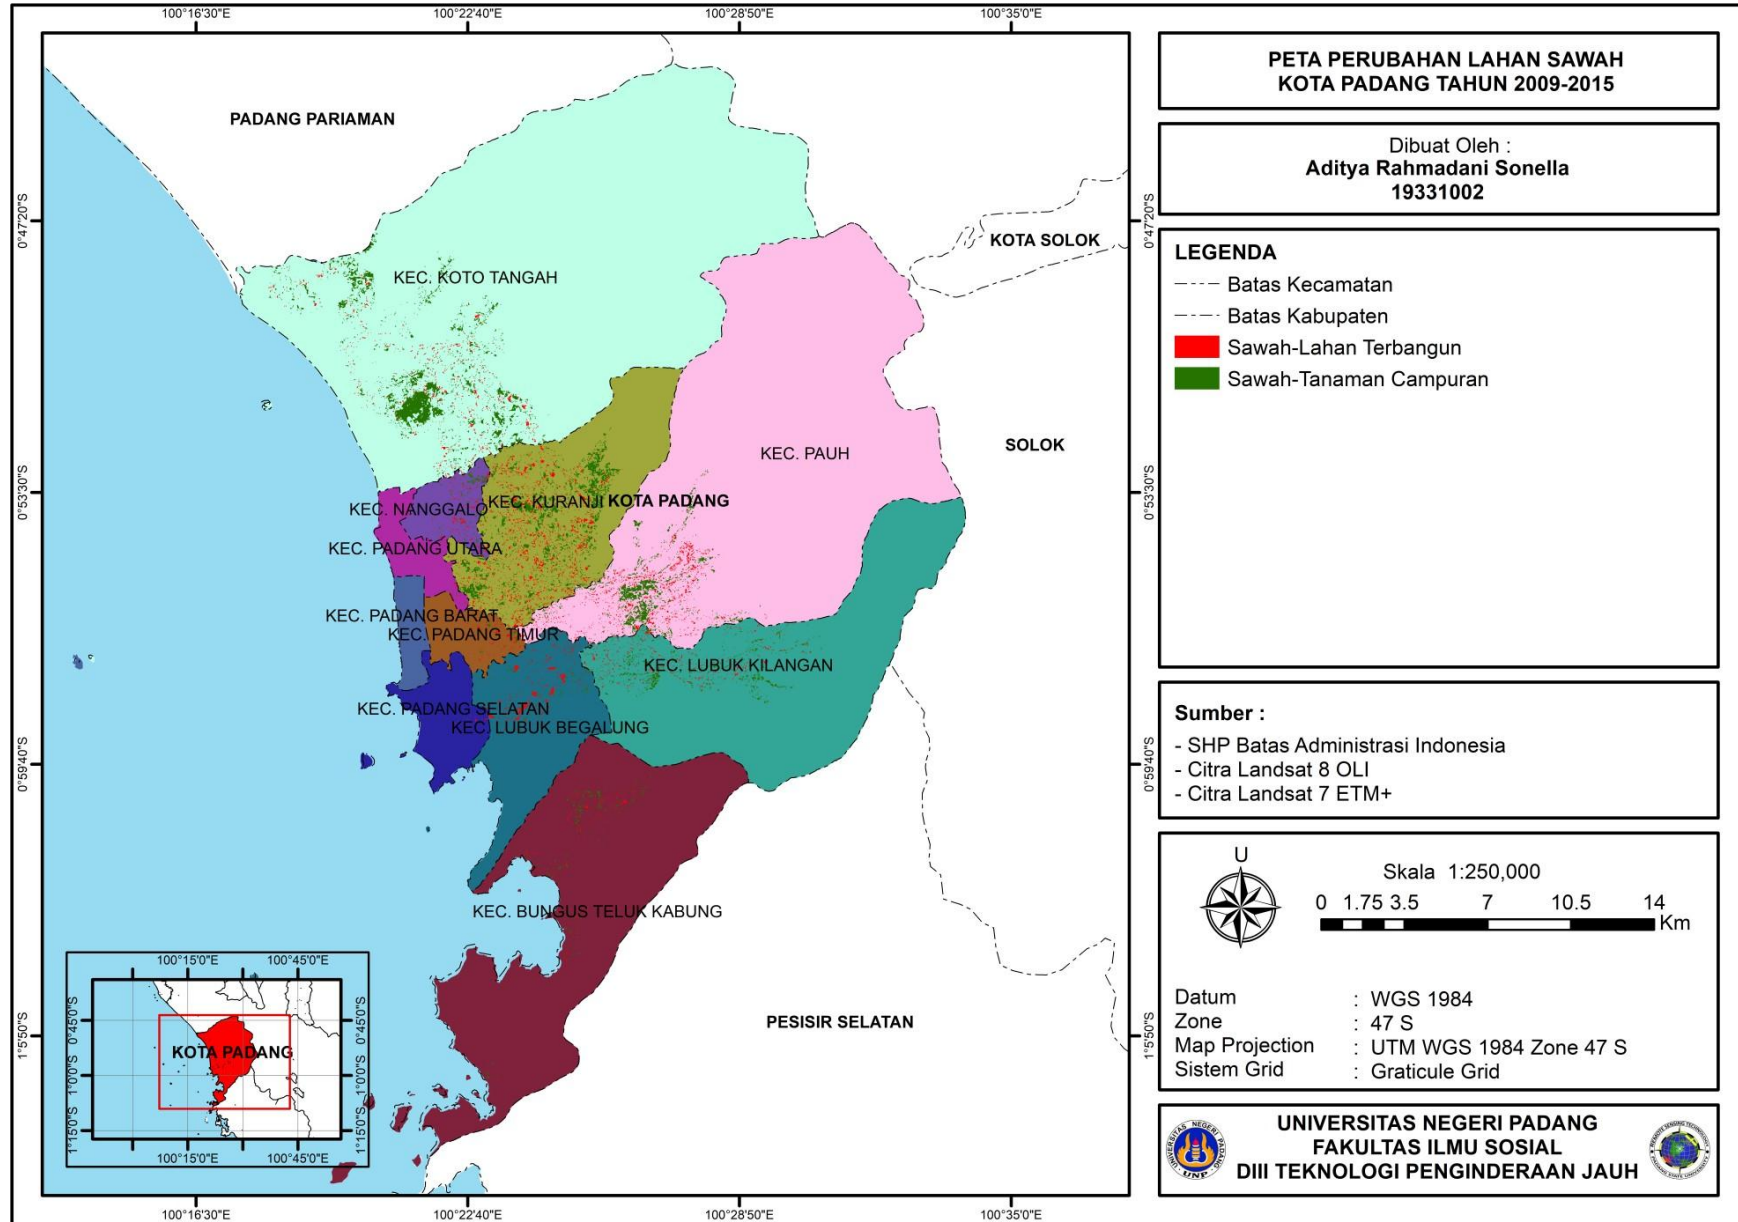 100°16'30"E
100°22'40"E
100°28'50"E
100°35'0"E
0°47'20"S
0°53'30"S
0°59'40"S
1°5'50"S
PADANG PARIAMAN
KOTA SOLOK
KEC. KOTO TANGAH
SOLOK
KEC. PAUH
KEC. NANGGALO
KEC. KURANJI
KOTA PADANG
KEC. PADANG UTARA
KEC. PADANG BARAT
KEC. PADANG TIMUR
KEC. LUBUK KILANGAN
KEC. PADANG SELATAN
KEC. LUBUK BEGALUNG
KEC. BUNGUS TELUK KABUNG
PESISIR SELATAN
0°47'20"S
0°53'30"S
0°59'40"S
1°5'50"S
100°16'30"E
100°22'40"E
100°28'50"E
100°35'0"E
100°15'0"E
100°45'0"E
0°45'0"S
1°0'0"S
1°15'0"S
KOTA PADANG
0°45'0"S
1°0'0"S
1°15'0"S
100°15'0"E
100°45'0"E
PETA PERUBAHAN LAHAN SAWAH
KOTA PADANG TAHUN 2009-2015
Dibuat Oleh :
Aditya Rahmadani Sonella
19331002
LEGENDA
Batas Kecamatan
Batas Kabupaten
Sawah-Lahan Terbangun
Sawah-Tanaman Campuran
Sumber :
- SHP Batas Administrasi Indonesia
- Citra Landsat 8 OLI
- Citra Landsat 7 ETM+
U
Skala 1:250,000
0 1.75 3.5 7 10.5 14
Km
Datum : WGS 1984
Zone : 47 S
Map Projection : UTM WGS 1984 Zone 47 S
Sistem Grid : Graticule Grid
UNIVERSITAS NEGERI PADANG
UNP
UNIVERSITAS NEGERI PADANG
FAKULTAS ILMU SOSIAL
DIII TEKNOLOGI PENGINDERAAN JAUH
REMOTE SENSING TECHNOLOGY
PADANG STATE UNIVERSITY